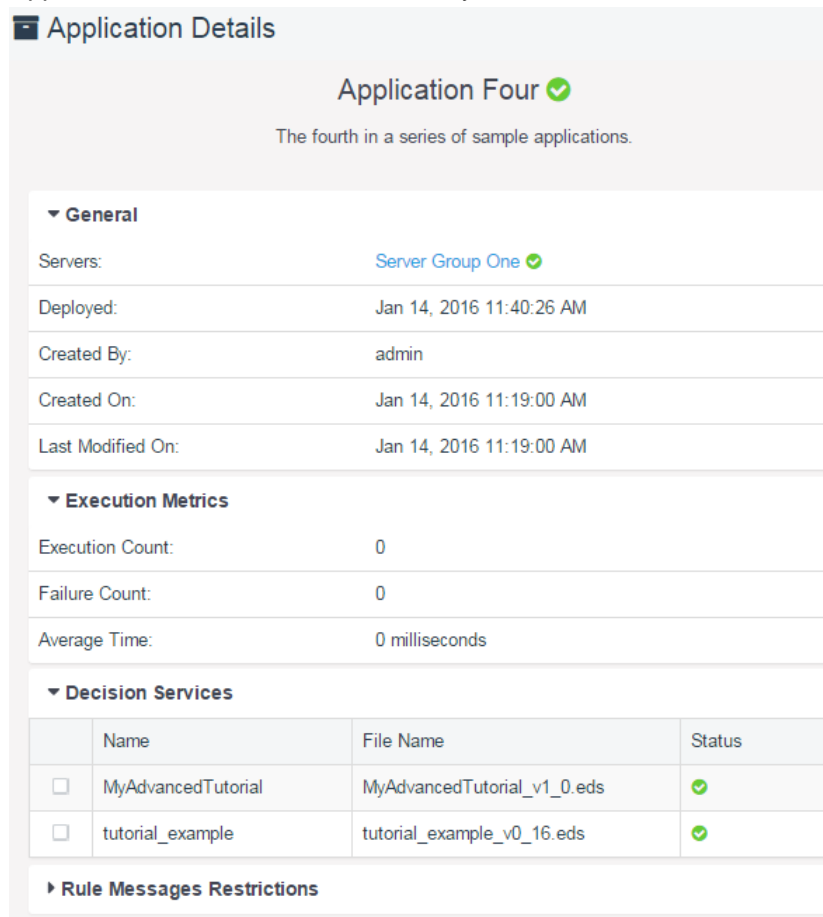 Application Details
Application Four
The fourth in a series of sample applications.
General
Servers: Server Group One
Deployed: Jan 14, 2016 11:40:26 AM
Created By: admin
Created On: Jan 14, 2016 11:19:00 AM
Last Modified On: Jan 14, 2016 11:19:00 AM
Execution Metrics
Execution Count: 0
Failure Count: 0
Average Time: 0 milliseconds
Decision Services
Name File Name Status
MyAdvancedTutorial MyAdvancedTutorial_v1_0.eds
tutorial_example tutorial_example_v0_16.eds
Rule Messages Restrictions